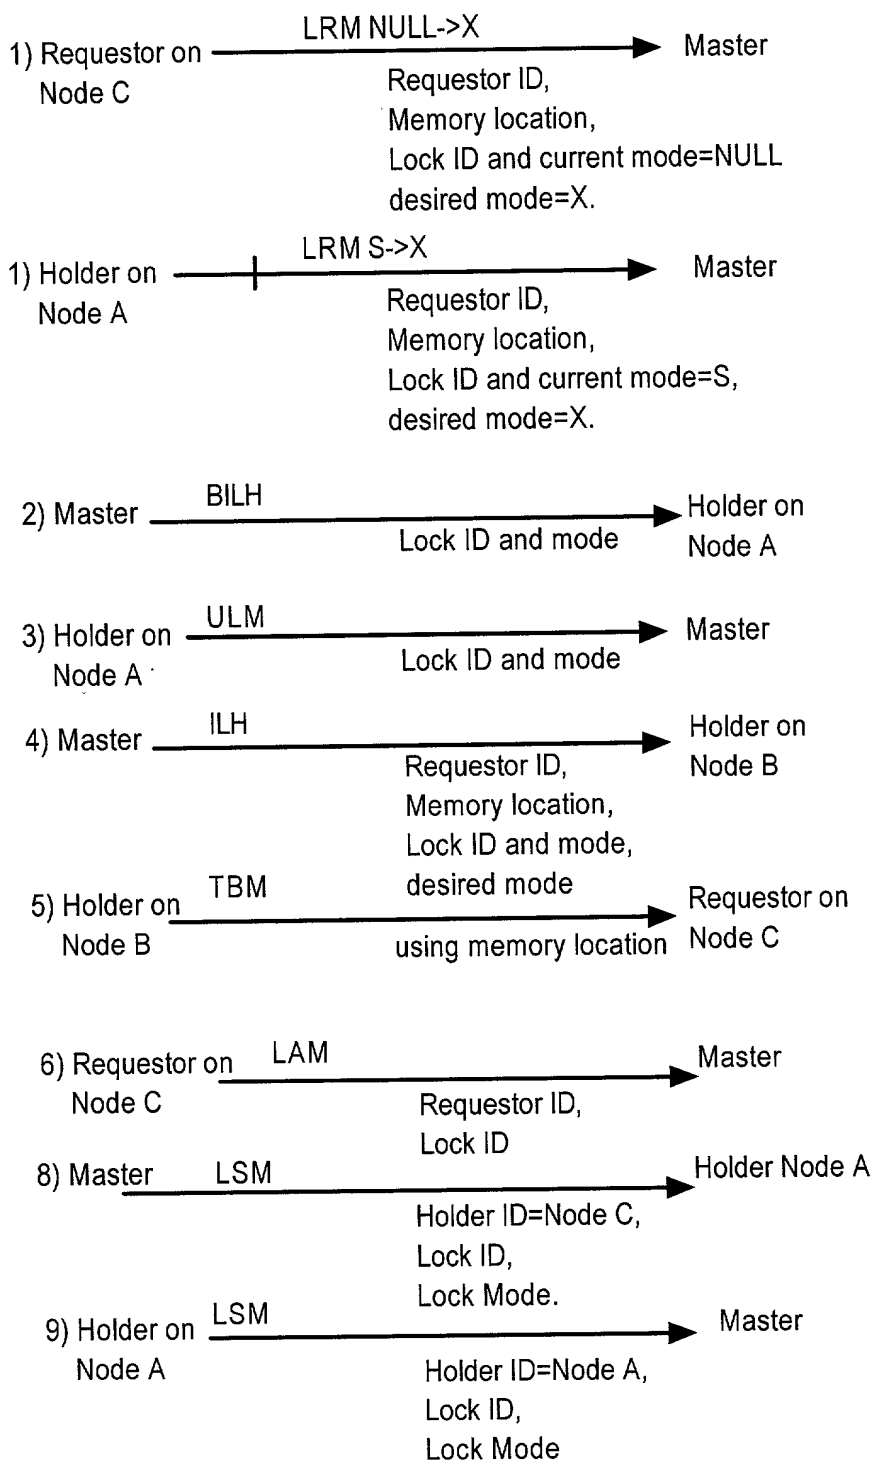 LRM NULL->X
1) Requestor on
Node C
Master
Requestor ID,
Memory location,
Lock ID and current mode=NULL
desired mode=X.
LRM S->X
1) Holder on
Node A
Master
Requestor ID,
Memory location,
Lock ID and current mode=S,
desired mode=X.
BILH
2) Master
Holder on
Node A
Lock ID and mode
ULM
3) Holder on
Node A
Master
Lock ID and mode
ILH
4) Master
Holder on
Node B
Requestor ID,
Memory location,
Lock ID and mode,
desired mode
TBM
5) Holder on
Node B
Requestor on
Node C
using memory location
LAM
6) Requestor on
Node C
Master
Requestor ID,
Lock ID
8) Master
LSM
Holder Node A
Holder ID=Node C,
Lock ID,
Lock Mode.
LSM
9) Holder on
Node A
Master
Holder ID=Node A,
Lock ID,
Lock Mode